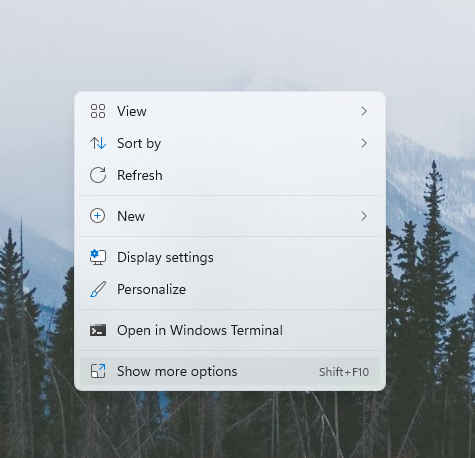 View
Sort by
Refresh
New
Display settings
Personalize
Open in Windows Terminal
Show more options Shift+F10